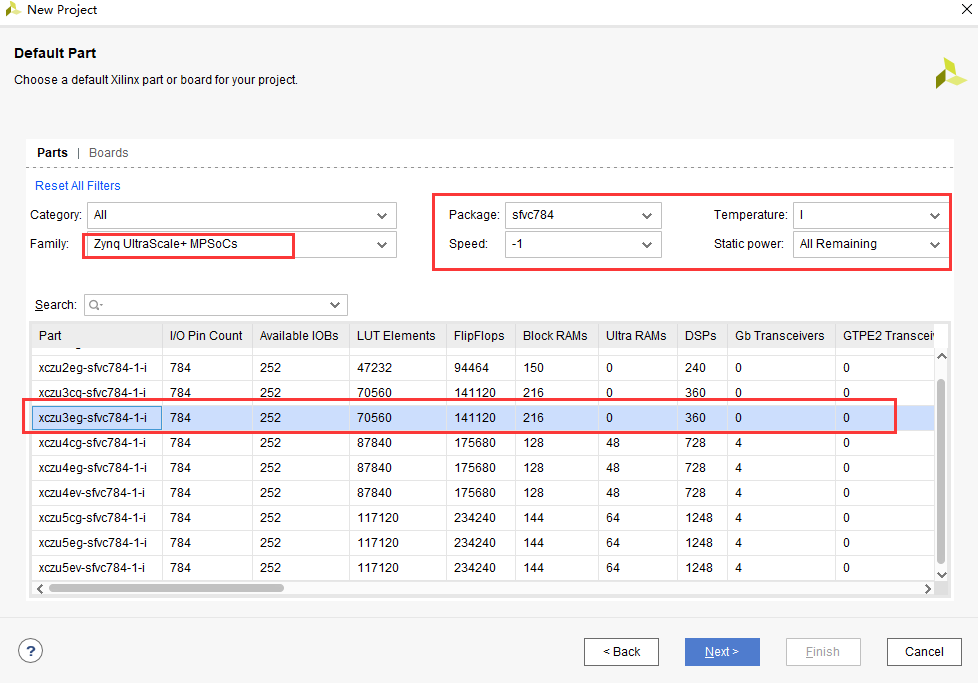 New Project
Default Part
Choose a default Xilinx part or board for your project.
Parts | Boards
Reset All Filters
Category: All Package: sfvc784 Temperature: I
Family: Zynq UltraScale+ MPSoCs Speed: -1 Static power: All Remaining
Search: Q-
Part I/O Pin Count Available IOBs LUT Elements FlipFlops Block RAMs Ultra RAMs DSPs Gb Transceivers GTPE2 Transcei
xczu2eg-sfvc784-1-i 784 252 47232 94464 150 0 240 0 0
xczu3cg-sfvc784-1-i 784 252 70560 141120 216 0 360 0 0
xczu3eg-sfvc784-1-i 784 252 70560 141120 216 0 360 0 0
xczu4cg-sfvc784-1-i 784 252 87840 175680 128 48 728 4 0
xczu4eg-sfvc784-1-i 784 252 87840 175680 128 48 728 4 0
xczu4ev-sfvc784-1-i 784 252 87840 175680 128 48 728 4 0
xczu5cg-sfvc784-1-i 784 252 117120 234240 144 64 1248 4 0
xczu5eg-sfvc784-1-i 784 252 117120 234240 144 64 1248 4 0
xczu5ev-sfvc784-1-i 784 252 117120 234240 144 64 1248 4 0
? < Back Next > Finish Cancel